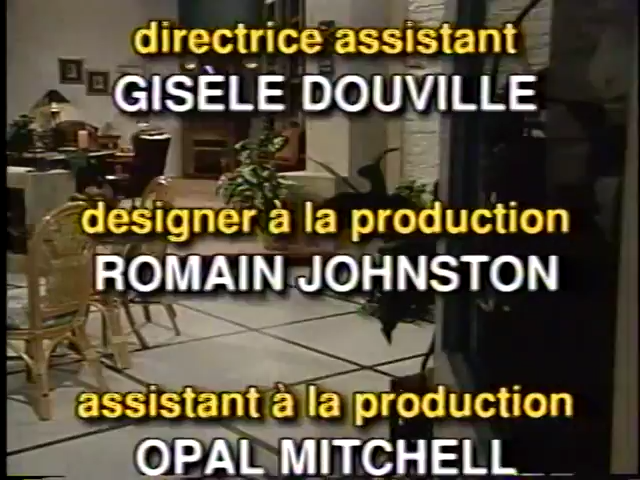 directrice assistant
GISÈLE DOUVILLE
designer à la production
ROMAIN JOHNSTON
assistant à la production
OPAL MITCHELL